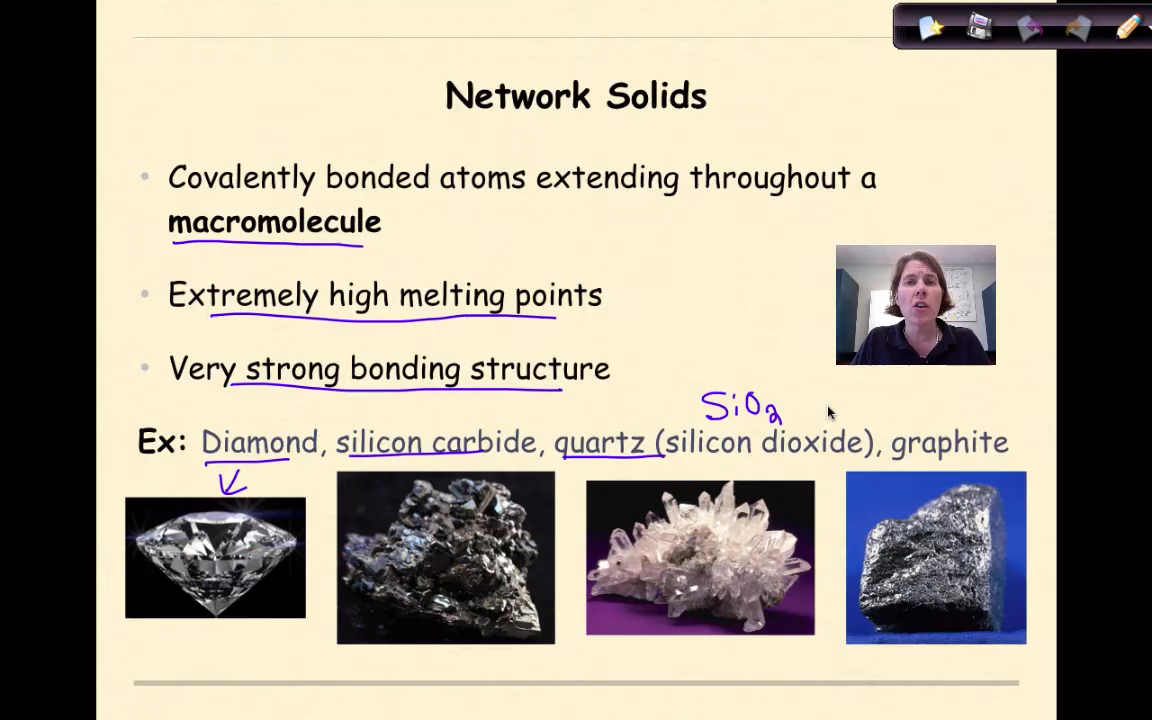 Network Solids
• Covalently bonded atoms extending throughout a
macromolecule
• Extremely high melting points
• Very strong bonding structure
SiO₂
Ex: Diamond, silicon carbide, quartz (silicon dioxide), graphite